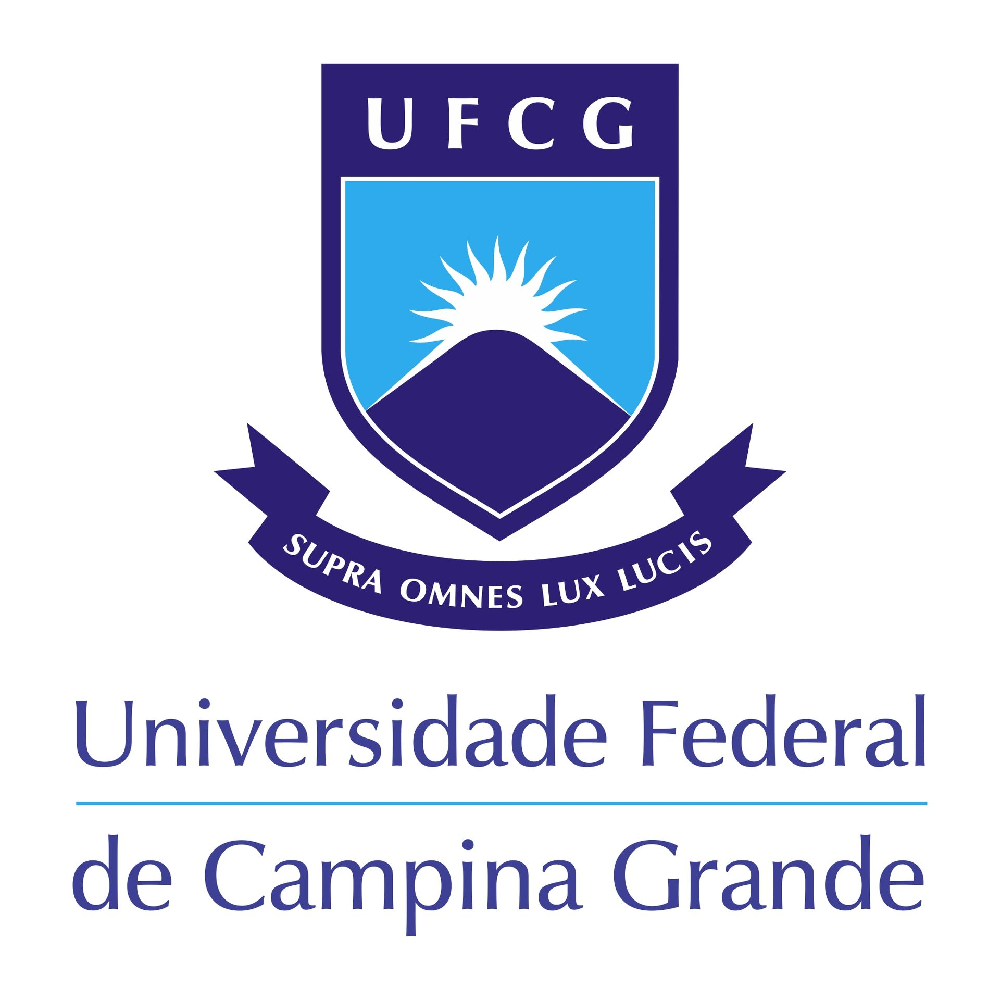 UFCG
SUPRA OMNES LUX LUCIS
Universidade Federal
de Campina Grande